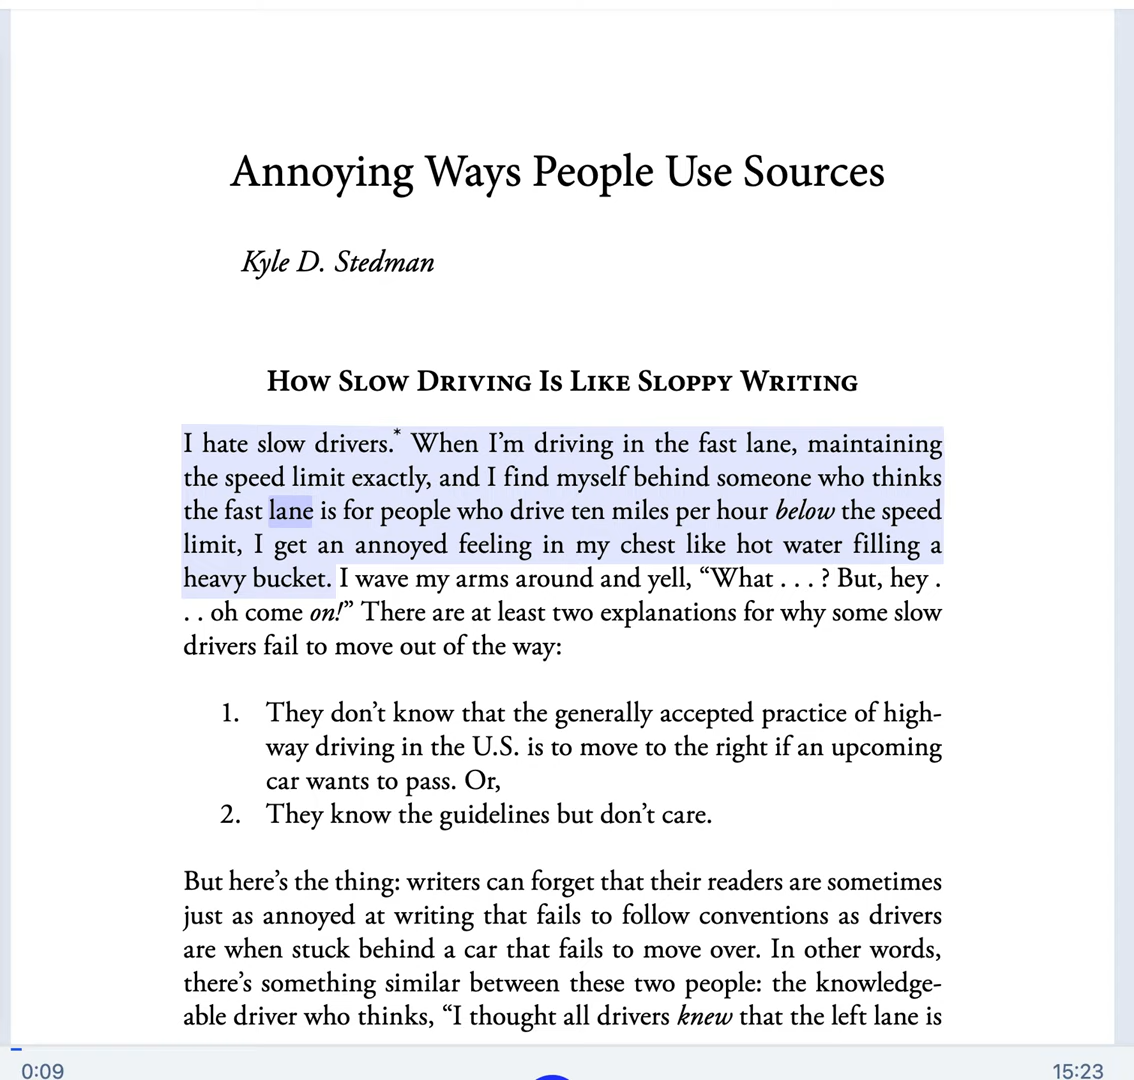 Annoying Ways People Use Sources
Kyle D. Stedman
How Slow Driving Is Like Sloppy Writing
I hate slow drivers.* When I’m driving in the fast lane, maintaining
the speed limit exactly, and I find myself behind someone who thinks
the fast lane is for people who drive ten miles per hour below the speed
limit, I get an annoyed feeling in my chest like hot water filling a
heavy bucket. I wave my arms around and yell, “What . . . ? But, hey .
. . oh come on!” There are at least two explanations for why some slow
drivers fail to move out of the way:
1. They don’t know that the generally accepted practice of high-
way driving in the U.S. is to move to the right if an upcoming
car wants to pass. Or,
2. They know the guidelines but don’t care.
But here’s the thing: writers can forget that their readers are sometimes
just as annoyed at writing that fails to follow conventions as drivers
are when stuck behind a car that fails to move over. In other words,
there’s something similar between these two people: the knowledge-
able driver who thinks, “I thought all drivers knew that the left lane is
0:09
15:23